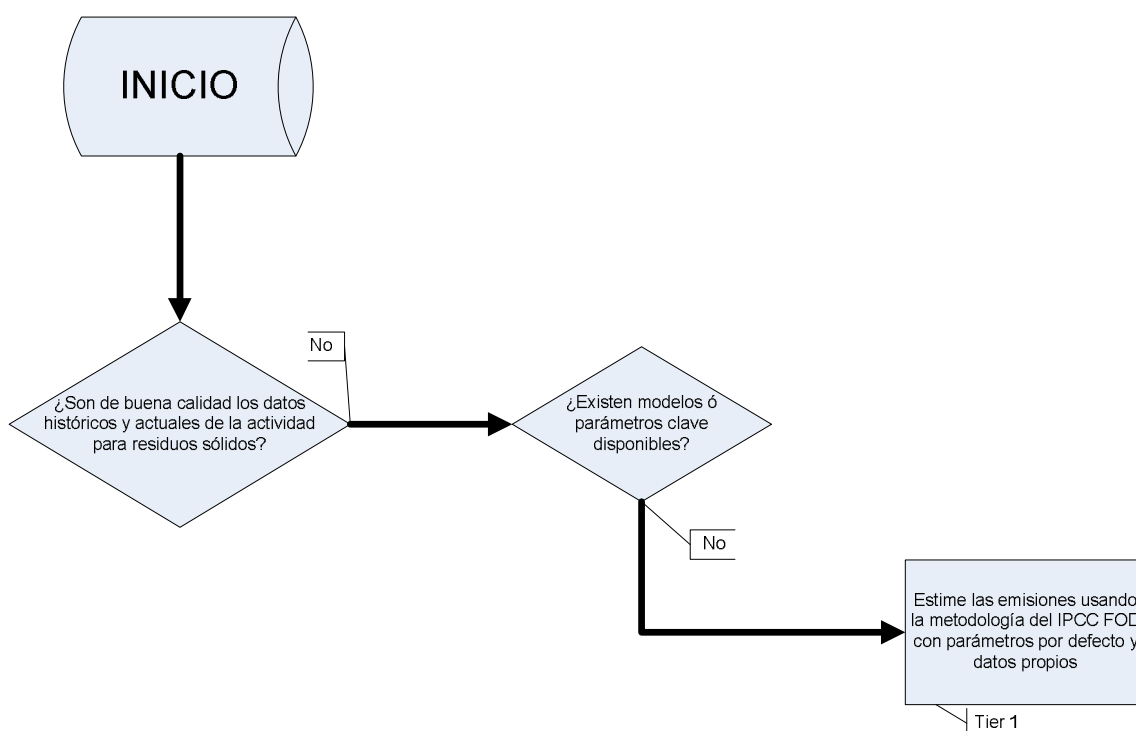 INICIO
No
¿Son de buena calidad los datos
históricos y actuales de la actividad
para residuos sólidos?
¿Existen modelos ó
parámetros clave
disponibles?
No
Estime las emisiones usando
la metodología del IPCC FOD
con parámetros por defecto y
datos propios
Tier 1